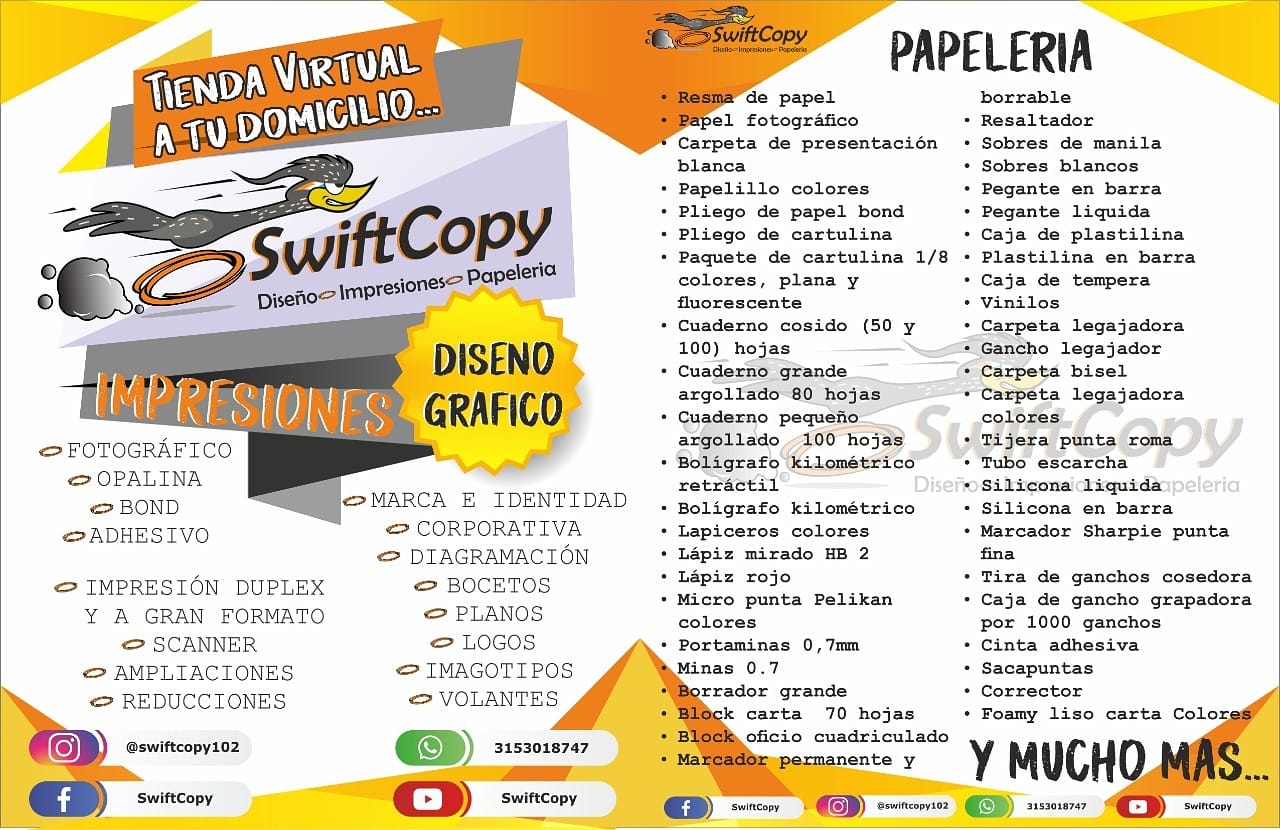 TIENDA VIRTUAL
A TU DOMICILIO...
SwiftCopy
Diseño Impresiones Papeleria
IMPRESIONES
DISENO
GRAFICO
FOTOGRÁFICO
OPALINA
BOND
ADHESIVO
IMPRESIÓN DUPLEX
Y A GRAN FORMATO
SCANNER
AMPLIACIONES
REDUCCIONES
MARCA E IDENTIDAD
CORPORATIVA
DIAGRAMACIÓN
BOCETOS
PLANOS
LOGOS
IMAGOTIPOS
VOLANTES
@swiftcopy102
3153018747
SwiftCopy
SwiftCopy
SwiftCopy
Diseño Impresiones Papeleria
PAPELERIA
• Resma de papel
• Papel fotográfico
• Carpeta de presentación
blanca
• Papelillo colores
• Pliego de papel bond
• Pliego de cartulina
• Paquete de cartulina 1/8
colores, plana y
fluorescente
• Cuaderno cosido (50 y
100) hojas
• Cuaderno grande
argollado 80 hojas
• Cuaderno pequeño
argollado 100 hojas
• Bolígrafo kilométrico
retráctil
• Bolígrafo kilométrico
• Lapiceros colores
• Lápiz mirado HB 2
• Lápiz rojo
• Micro punta Pelikan
colores
• Portaminas 0,7mm
• Minas 0.7
• Borrador grande
• Block carta 70 hojas
• Block oficio cuadriculado
• Marcador permanente y
borrable
• Resaltador
• Sobres de manila
• Sobres blancos
• Pegante en barra
• Pegante liquida
• Caja de plastilina
• Plastilina en barra
• Caja de tempera
• Vinilos
• Carpeta legajadora
• Gancho legajador
• Carpeta bisel
• Carpeta legajadora
colores
• Tijera punta roma
• Tubo escarcha
• Silicona liquida
• Silicona en barra
• Marcador Sharpie punta
fina
• Tira de ganchos cosedora
• Caja de gancho grapadora
por 1000 ganchos
• Cinta adhesiva
• Sacapuntas
• Corrector
• Foamy liso carta Colores
SwiftCopy
Diseño Impresiones Papeleria
Y MUCHO MAS...
SwiftCopy
@swiftcopy102
3153018747
SwiftCopy